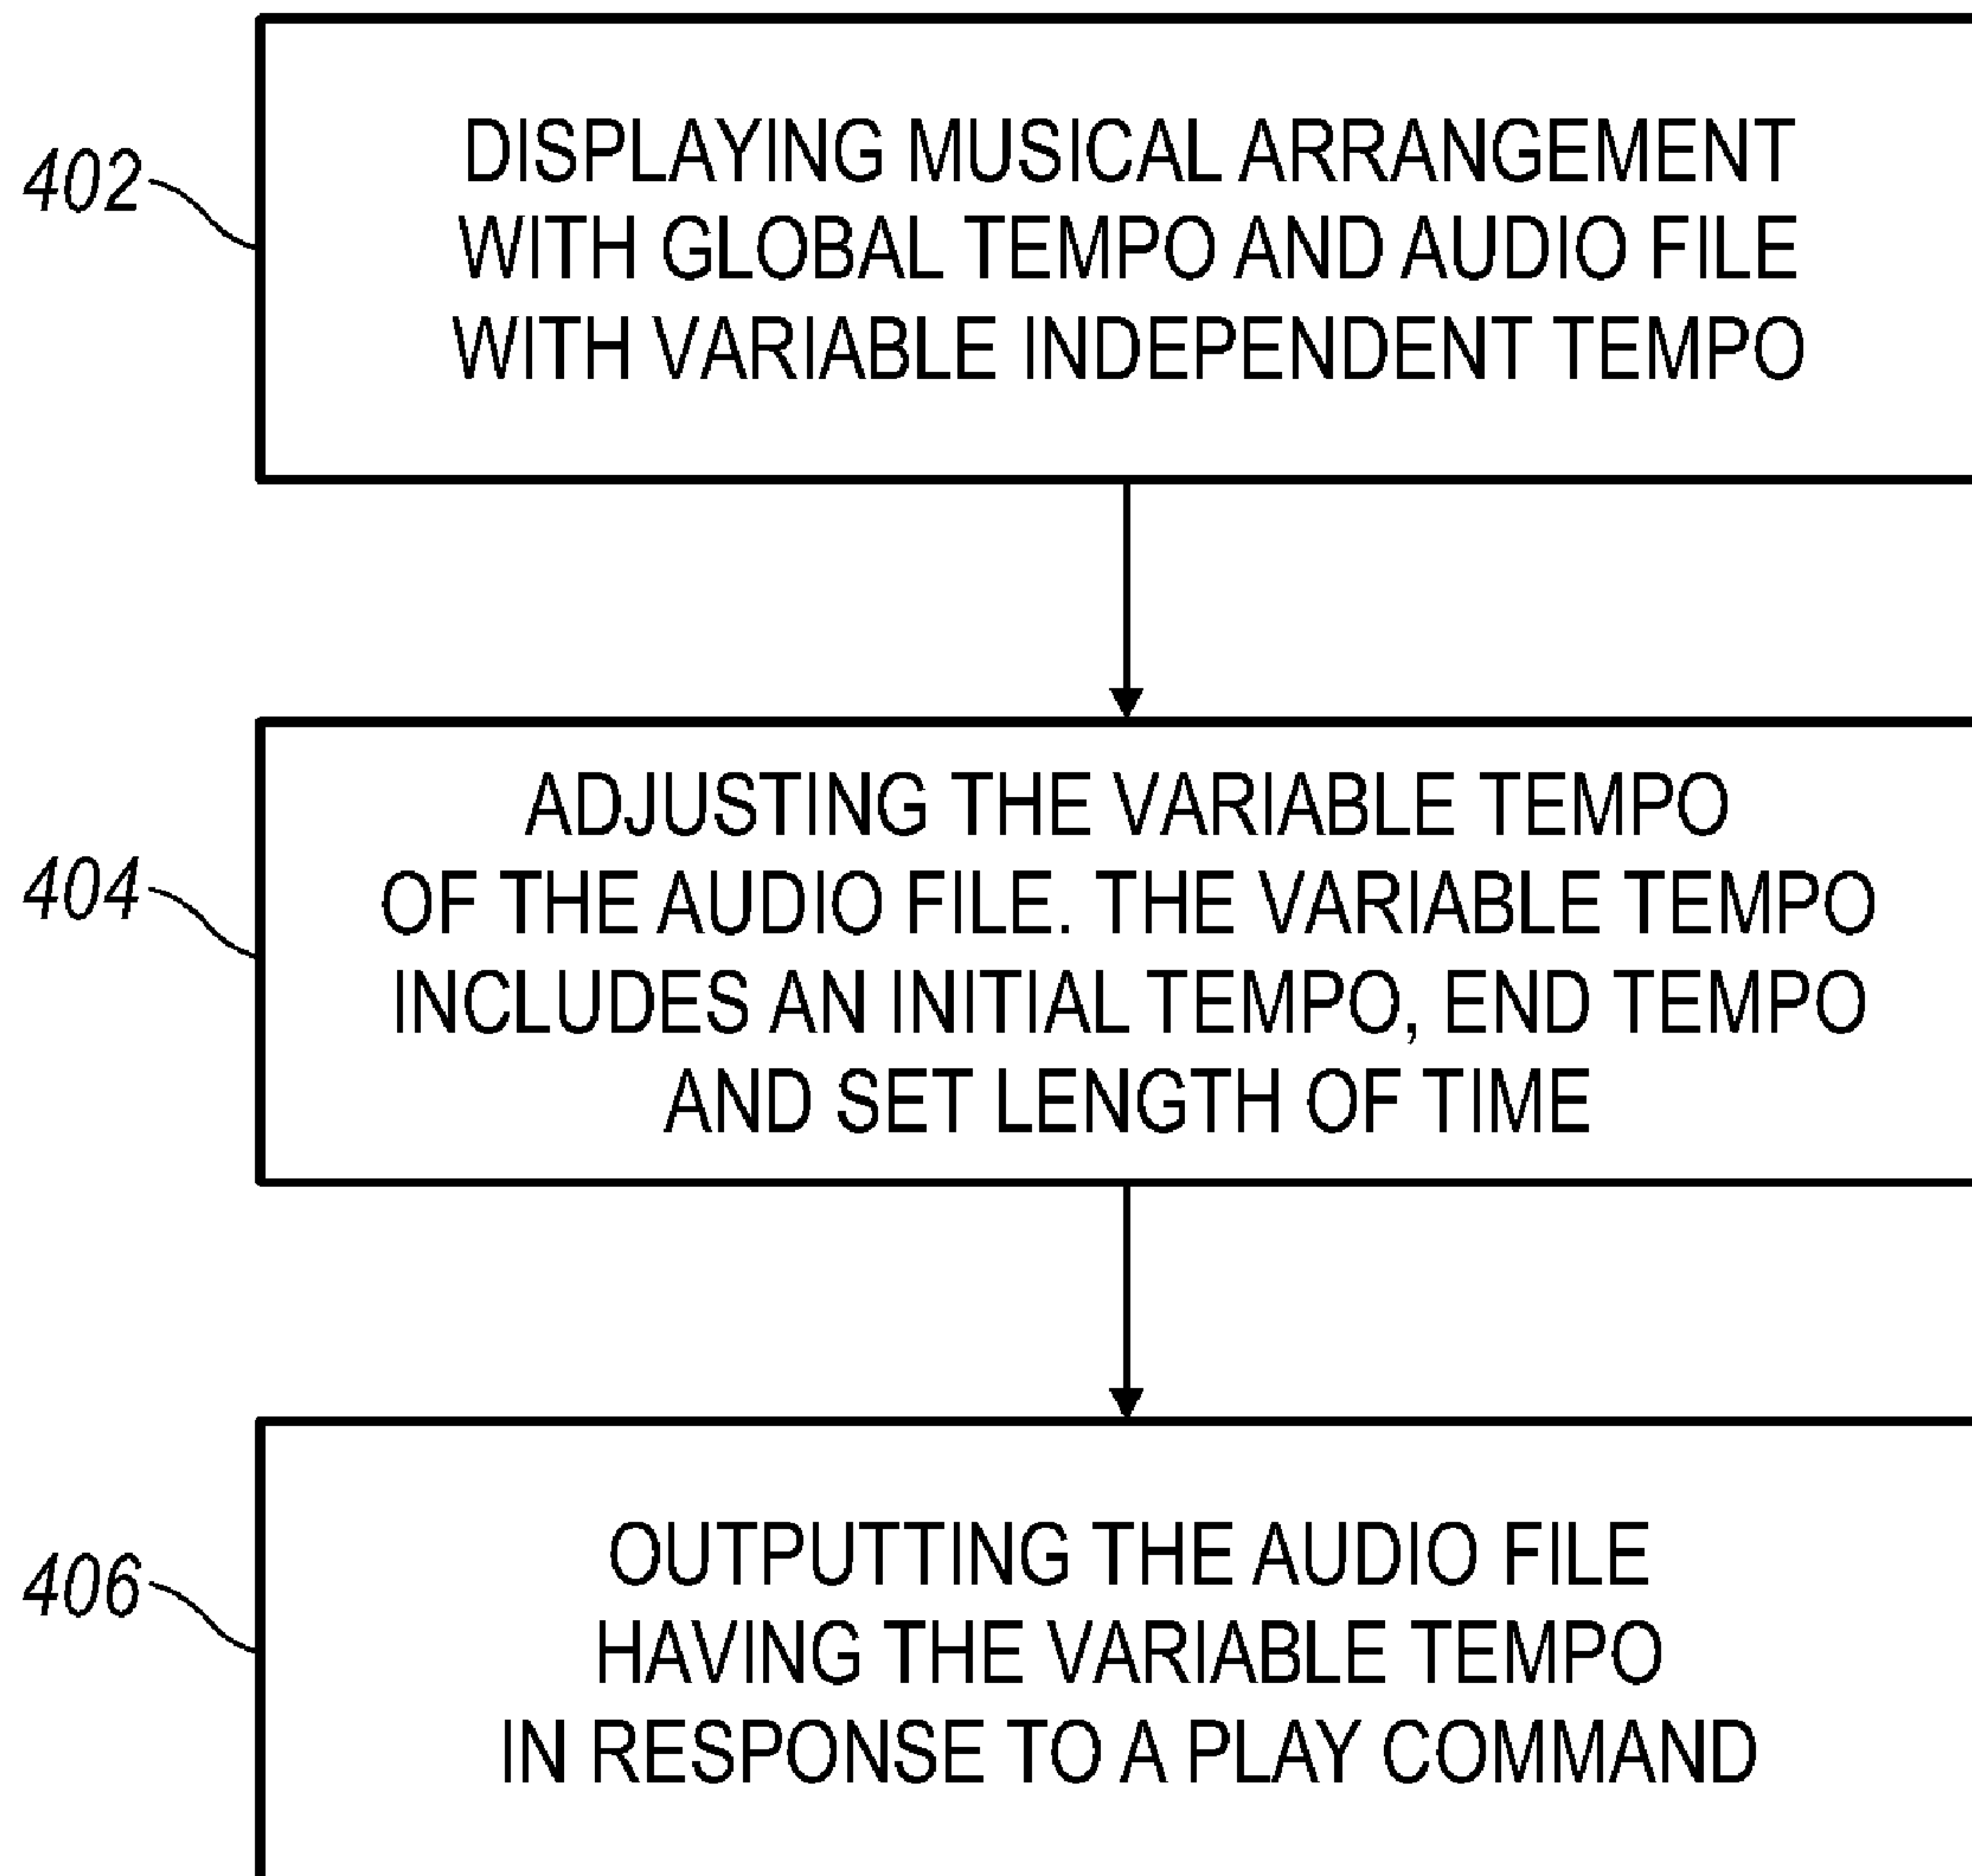 402
DISPLAYING MUSICAL ARRANGEMENT
WITH GLOBAL TEMPO AND AUDIO FILE
WITH VARIABLE INDEPENDENT TEMPO
404
ADJUSTING THE VARIABLE TEMPO
OF THE AUDIO FILE. THE VARIABLE TEMPO
INCLUDES AN INITIAL TEMPO, END TEMPO
AND SET LENGTH OF TIME
406
OUTPUTTING THE AUDIO FILE
HAVING THE VARIABLE TEMPO
IN RESPONSE TO A PLAY COMMAND